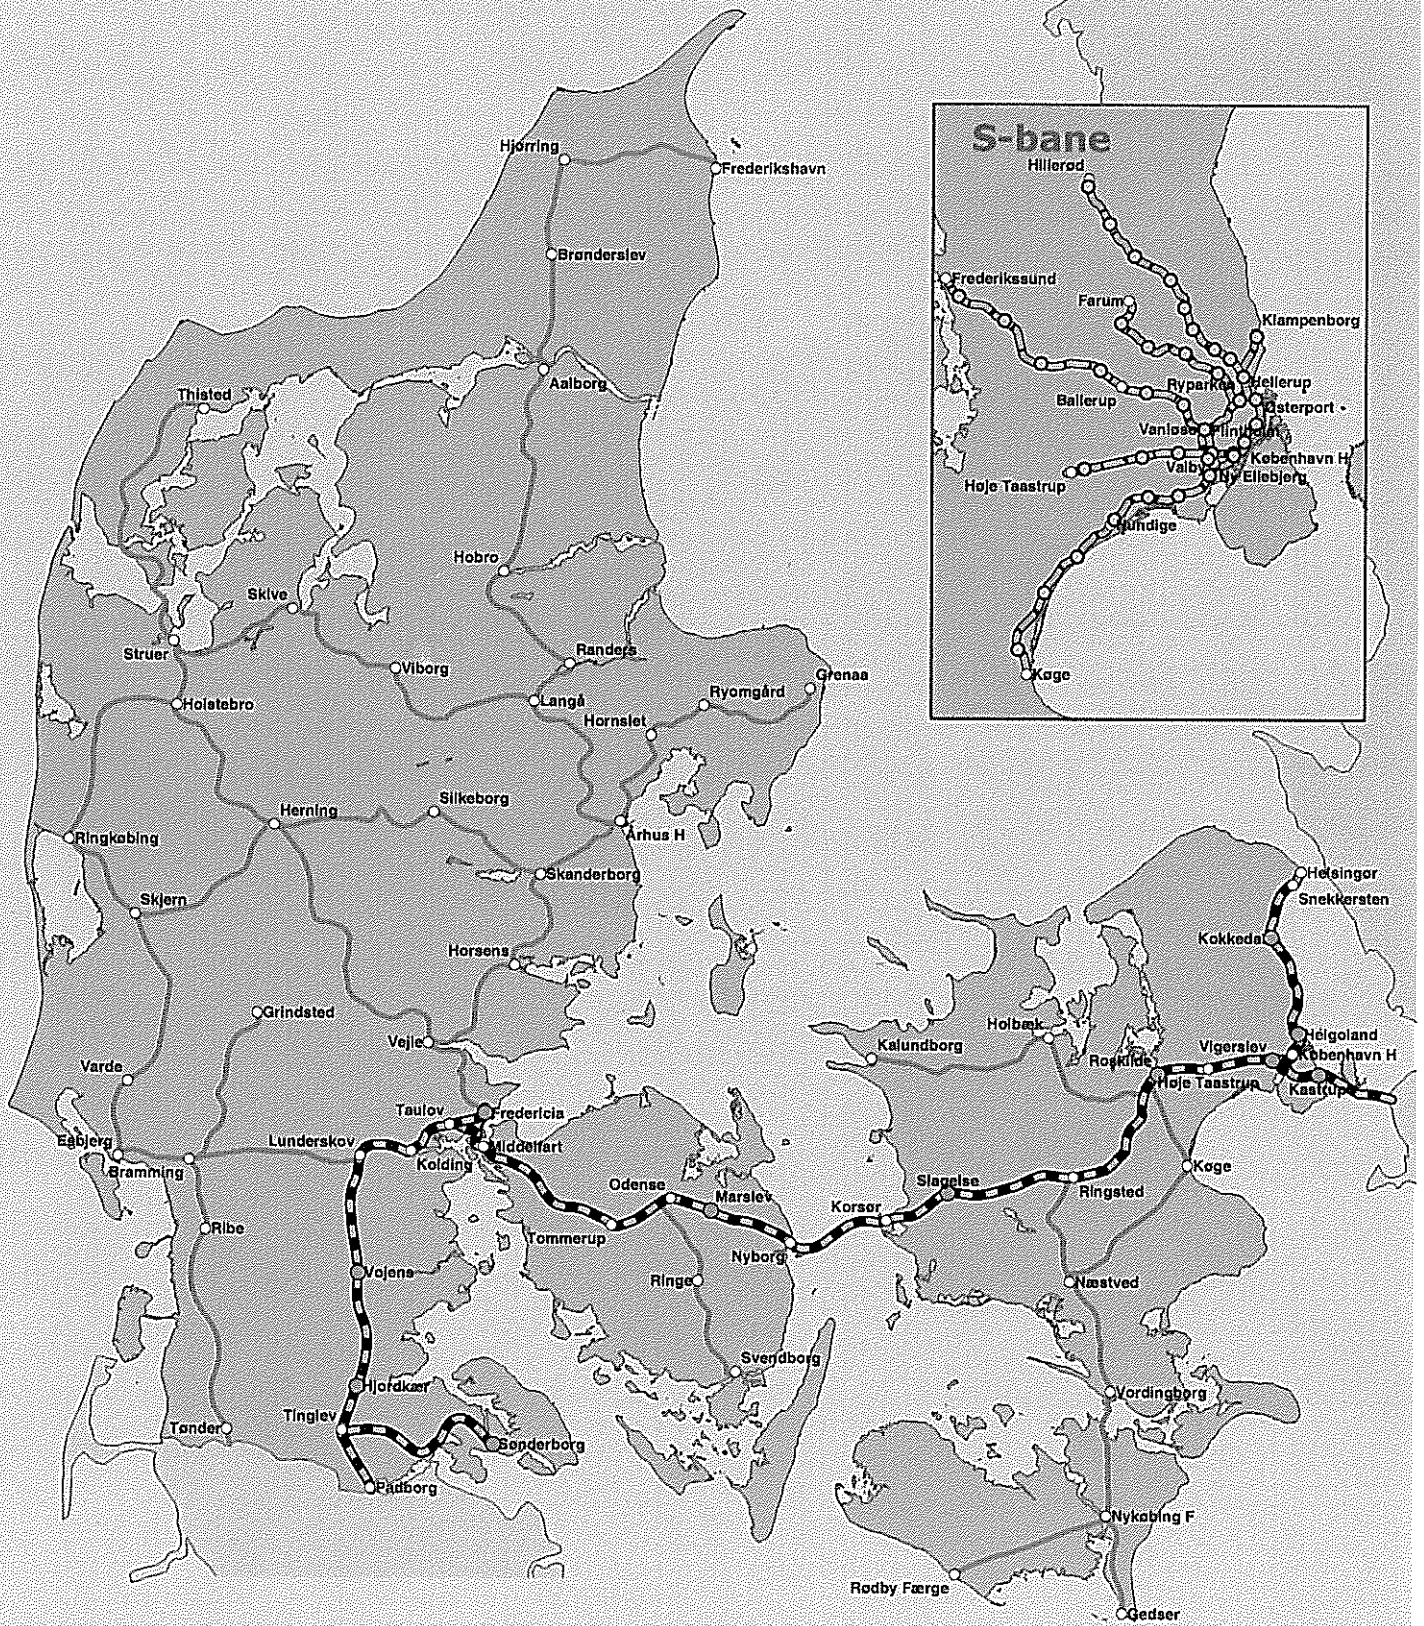 Hjørring
Frederikshavn
Brønderslev
Aalborg
Thisted
Hobro
Skive
Struer
Viborg
Randers
Holstebro
Langå
Ryomgård
Grenaa
Hornslet
Herning
Silkeborg
Århus H
Ringkøbing
Skanderborg
Skjern
Horsens
Grindsted
Vejle
Varde
Taulov
Fredericia
Esbjerg
Bramming
Lunderskov
Kolding
Middelfart
Ribe
Odense
Marslev
Tommerup
Nyborg
Vojens
Ringe
Svendborg
Hjordkær
Tinglev
Tønder
Sønderborg
Padborg
S-bane
Hillerød
Frederikssund
Farum
Klampenborg
Ryparken
Hellerup
Ballerup
Østerport
Vanløse
Flintholm
København H
Valby
Ny Ellebjerg
Høje Taastrup
Hundige
Køge
Helsingør
Snekkersten
Kokkedal
Holbæk
Helgoland
Kalundborg
Vigerslev
København H
Roskilde
Høje Taastrup
Kastrup
Køge
Slagelse
Ringsted
Korsør
Næstved
Vordingborg
Nykøbing F
Rødby Færge
Gedser